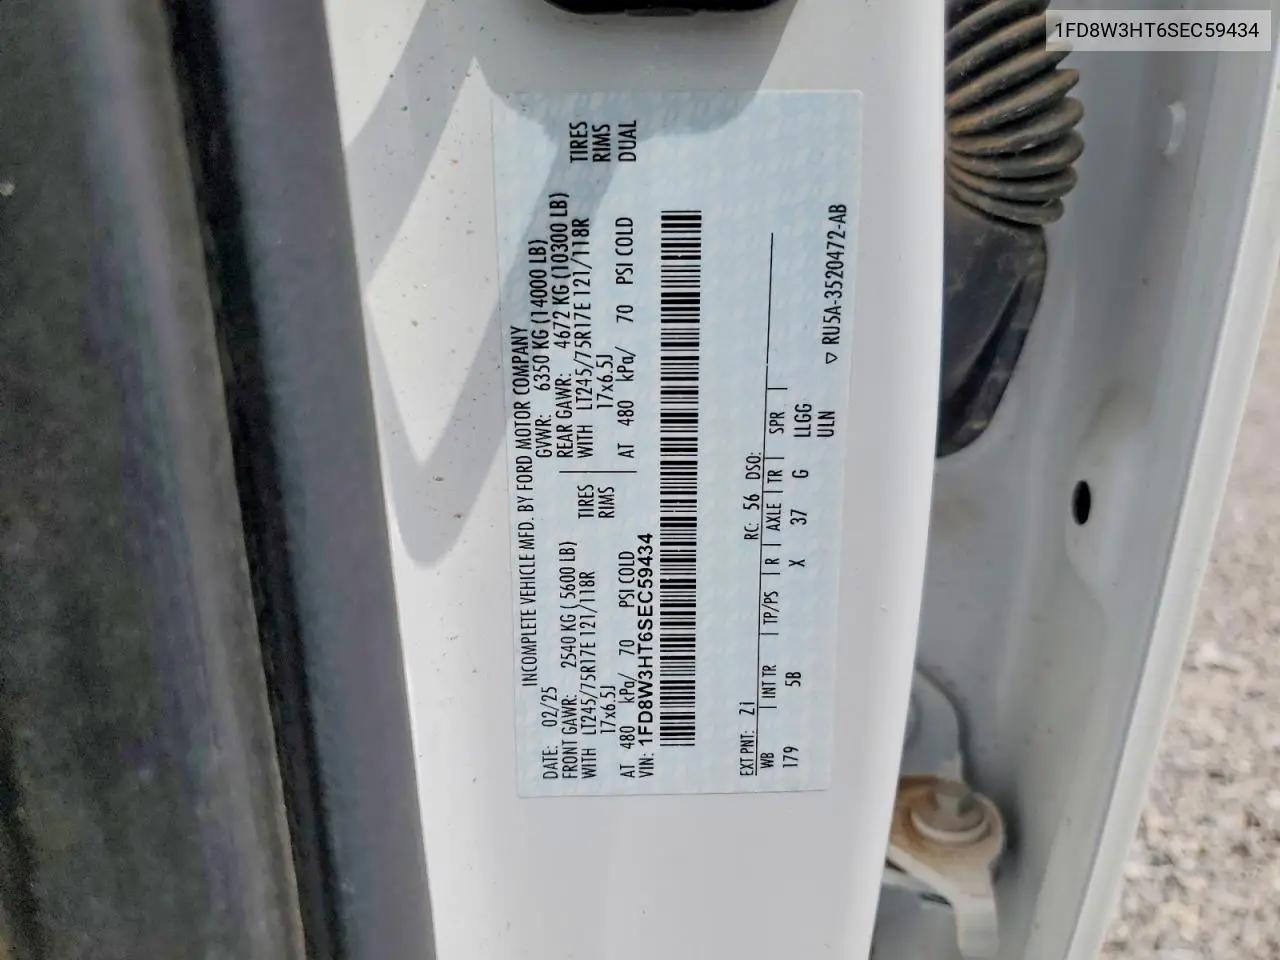 1FD8W3HT6SEC59434
INCOMPLETE VEHICLE MFD. BY FORD MOTOR COMPANY
DATE: 02/25 GVWR: 6350 KG (14000 LB)
FRONT GAWR: 2540 KG ( 5600 LB) REAR GAWR: 4672 KG (10300 LB)
WITH LT245/75R17E 121/118R TIRES WITH LT245/75R17E 121/118R TIRES
17x6.5J RIMS 17x6.5J RIMS
AT 480 kPa/ 70 PSI COLD AT 480 kPa/ 70 PSI COLD DUAL
VIN: 1FD8W3HT6SEC59434
EXT PNT: Z1 RC: 56 DSO:
WB INT TR TP/PS R AXLE TR SPR
179 5B X 37 G LLGG
ULN
▽ RU5A-3520472-AB